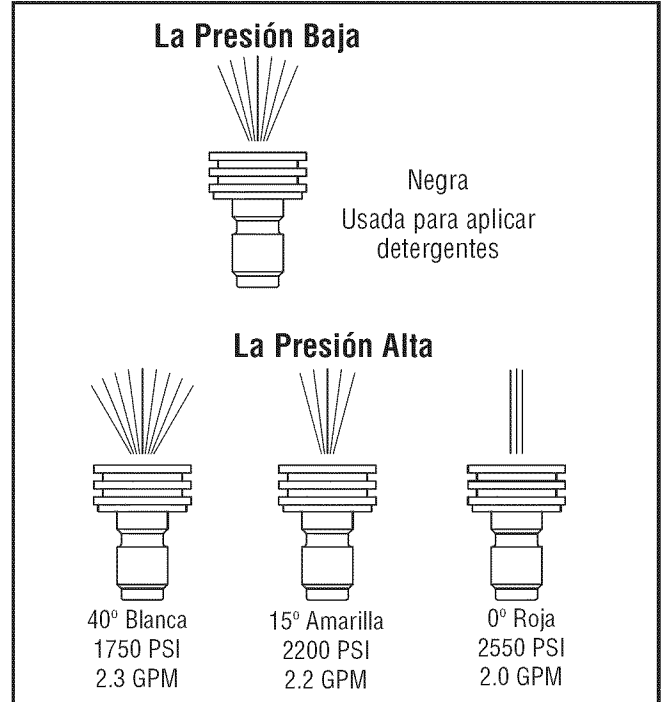 La Presión Baja
Negra
Usada para aplicar
detergentes
La Presión Alta
40º Blanca
1750 PSI
2.3 GPM
15º Amarilla
2200 PSI
2.2 GPM
0º Roja
2550 PSI
2.0 GPM